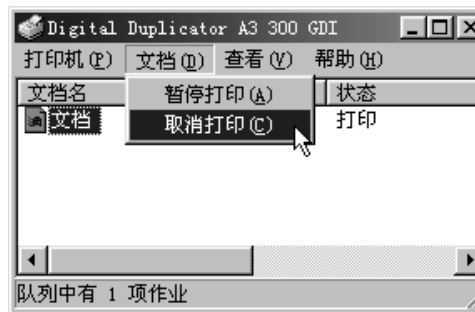 Digital Duplicator A3 300 GDI
打印机(P) 文档(D) 查看(V) 帮助(H)
文档名 状态
暂停打印(A)
文档 打印
取消打印(C)
队列中有 1 项作业